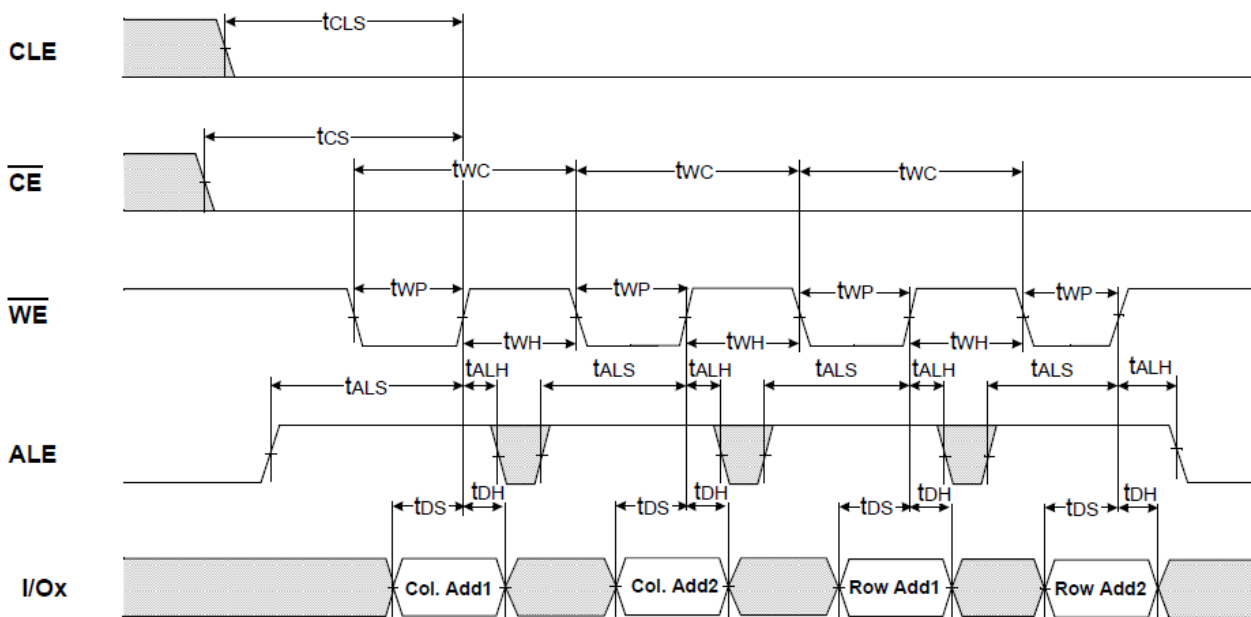 CLE
tCLS
CE
tCS
tWC tWC tWC
WE
tWP tWP tWP tWP
tWH tWH tWH
ALE
tALS tALH tALS tALH tALS tALH tALS tALH
tDS tDH tDS tDH tDS tDH tDS tDH
I/Ox
Col. Add1 Col. Add2 Row Add1 Row Add2